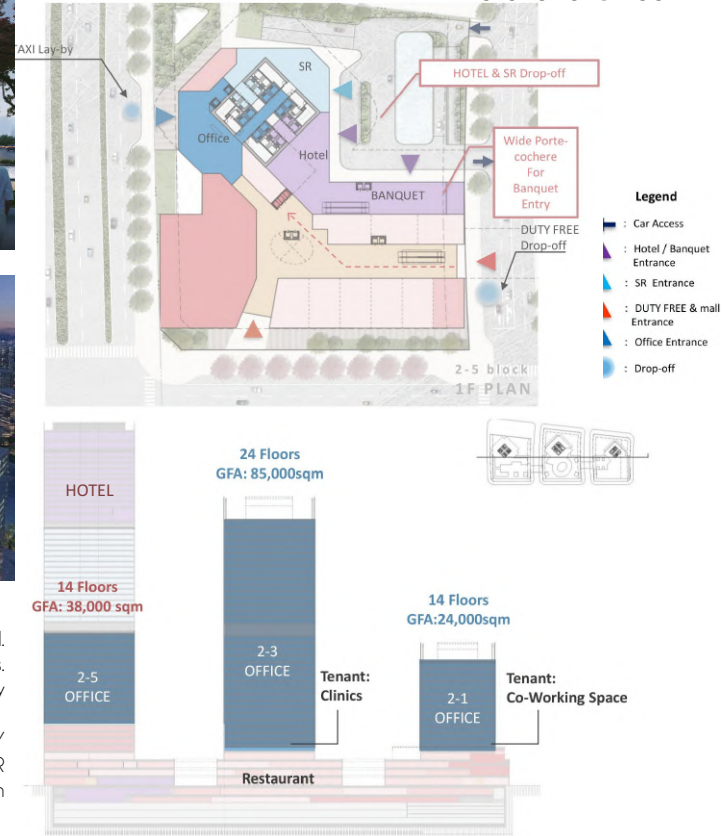 TAXI Lay-by
SR
HOTEL & SR Drop-off
Office
Hotel
Wide Porte-
cochere
For
Banquet
Entry
BANQUET
DUTY FREE
Drop-off
2-5 block
1F PLAN
Legend
: Car Access
: Hotel / Banquet
Entrance
: SR Entrance
: DUTY FREE & mall
Entrance
: Office Entrance
: Drop-off
HOTEL
24 Floors
GFA: 85,000sqm
14 Floors
GFA: 38,000 sqm
14 Floors
GFA:24,000sqm
2-5
OFFICE
2-3
OFFICE
2-1
OFFICE
Tenant:
Clinics
Tenant:
Co-Working Space
Restaurant